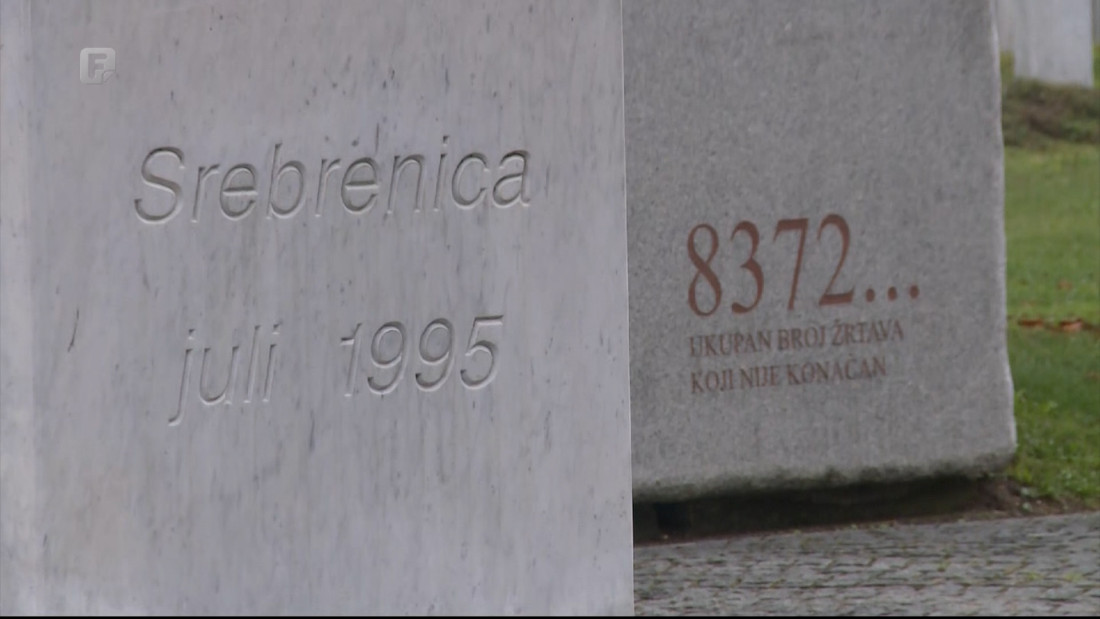 F
Srebrenica
juli 1995
8372...
UKUPAN BROJ ŽRTAVA
KOJI NIJE KONAČAN